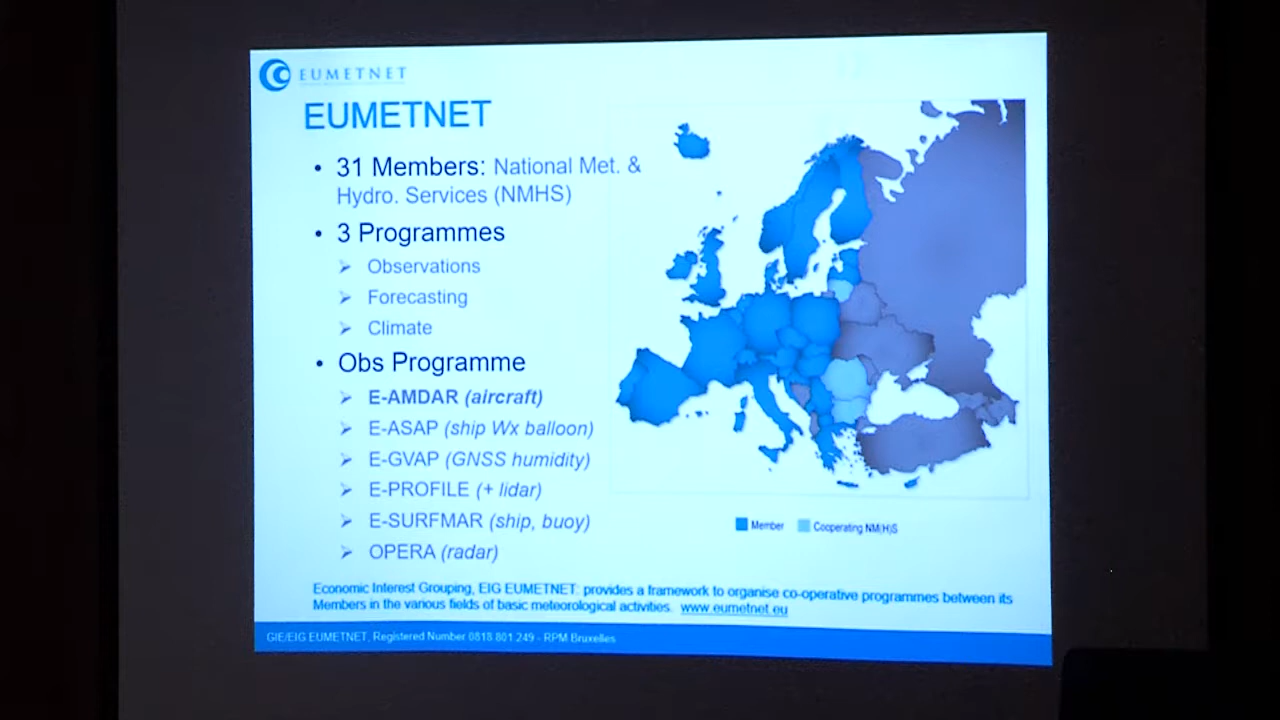 EUMETNET
EUMETNET
• 31 Members: National Met. &
Hydro. Services (NMHS)
• 3 Programmes
➢ Observations
➢ Forecasting
➢ Climate
• Obs Programme
➢ E-AMDAR (aircraft)
➢ E-ASAP (ship Wx balloon)
➢ E-GVAP (GNSS humidity)
➢ E-PROFILE (+ lidar)
➢ E-SURFMAR (ship, buoy)
➢ OPERA (radar)
Member
Cooperating NM(H)S
Economic Interest Grouping, EIG EUMETNET: provides a framework to organise co-operative programmes between its
Members in the various fields of basic meteorological activities. www.eumetnet.eu
GIE/EIG EUMETNET, Registered Number 0818.801.249 - RPM Bruxelles